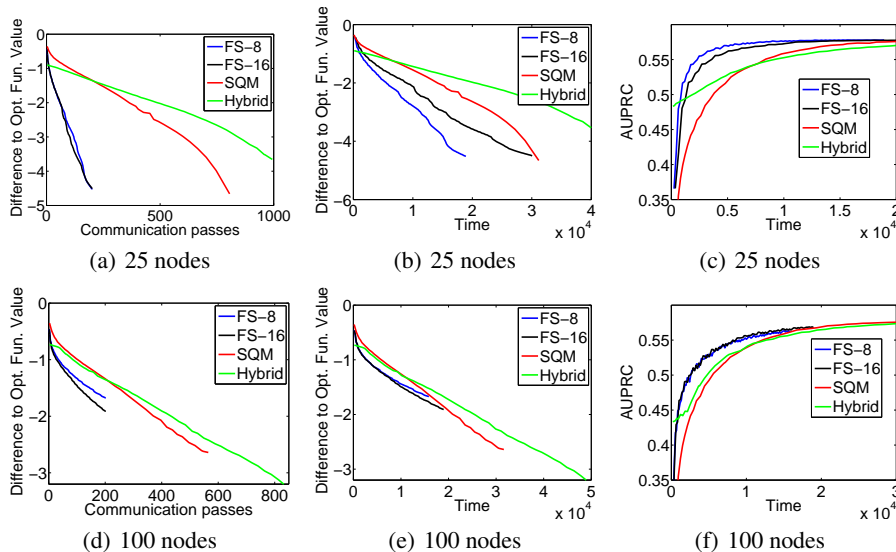 Difference to Opt. Fun. Value
0
−1
−2
−3
−4
−5
0
500
1000
Communication passes
FS−8
FS−16
SQM
Hybrid
(a) 25 nodes
Difference to Opt. Fun. Value
0
−2
−4
−6
0
1
2
3
4
x 10^4
Time
FS−8
FS−16
SQM
Hybrid
(b) 25 nodes
AUPRC
0.55
0.5
0.45
0.4
0.35
0
0.5
1
1.5
2
x 10^4
Time
FS−8
FS−16
SQM
Hybrid
(c) 25 nodes
Difference to Opt. Fun. Value
0
−1
−2
−3
0
200
400
600
800
Communication passes
FS−8
FS−16
SQM
Hybrid
(d) 100 nodes
Difference to Opt. Fun. Value
0
−1
−2
−3
0
1
2
3
4
5
x 10^4
Time
FS−8
FS−16
SQM
Hybrid
(e) 100 nodes
AUPRC
0.55
0.5
0.45
0.4
0.35
0
1
2
3
x 10^4
Time
FS−8
FS−16
SQM
Hybrid
(f) 100 nodes